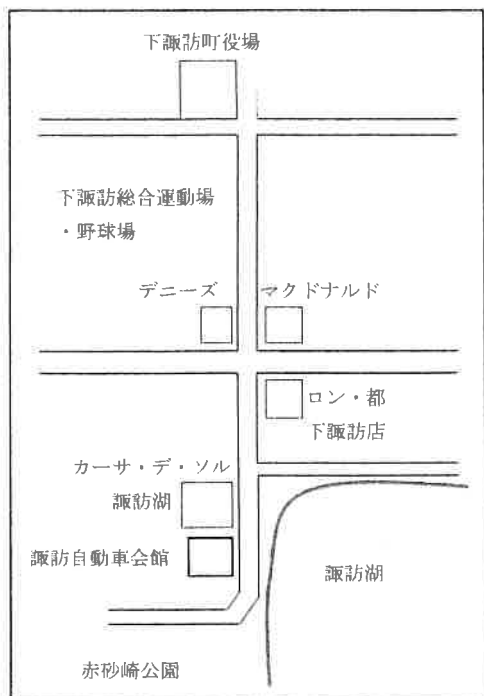 下諏訪町役場
下諏訪総合運動場
・野球場
デニーズ
マクドナルド
ロン・都
下諏訪店
カーサ・デ・ソル
諏訪湖
諏訪自動車会館
諏訪湖
赤砂崎公園